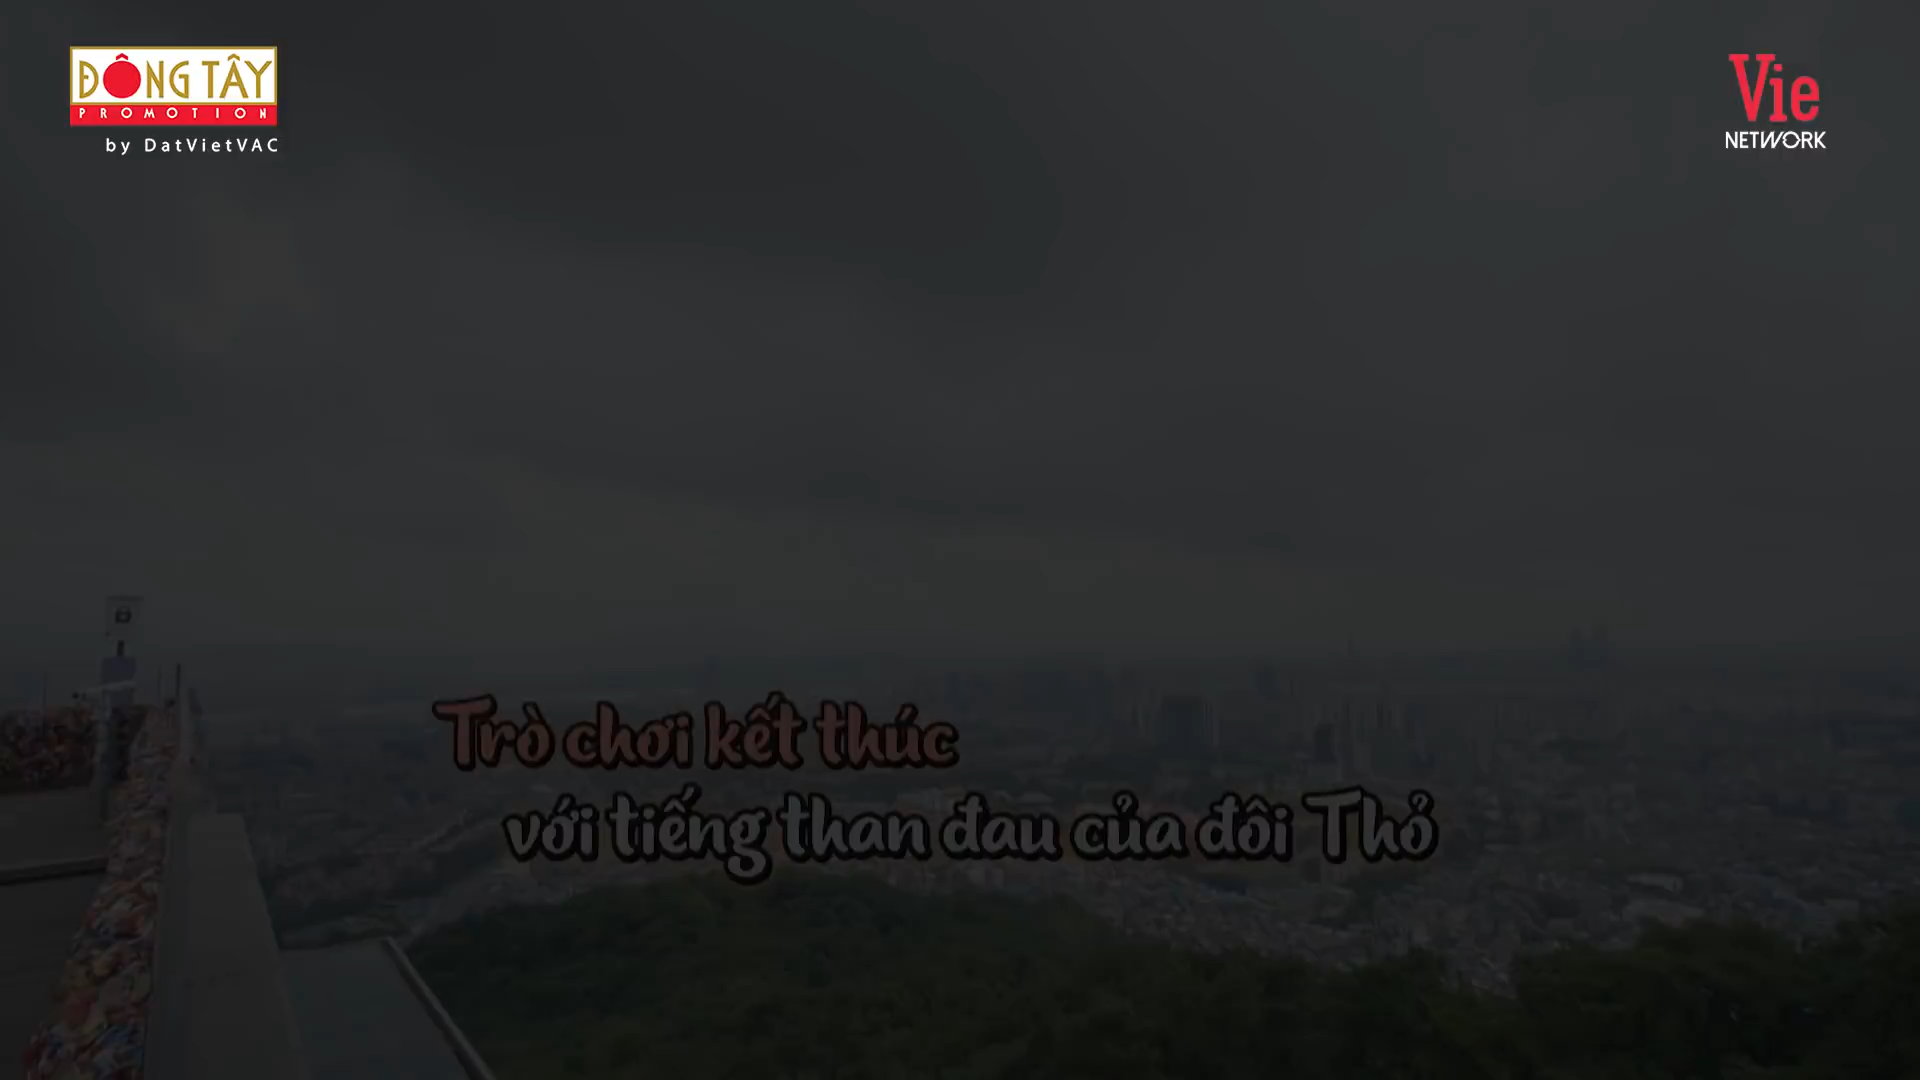 ĐÔNG TÂY
PROMOTION
by DatVietVAC
Vie
NETWORK
Trò chơi kết thúc
với tiếng than đau của đôi Thỏ